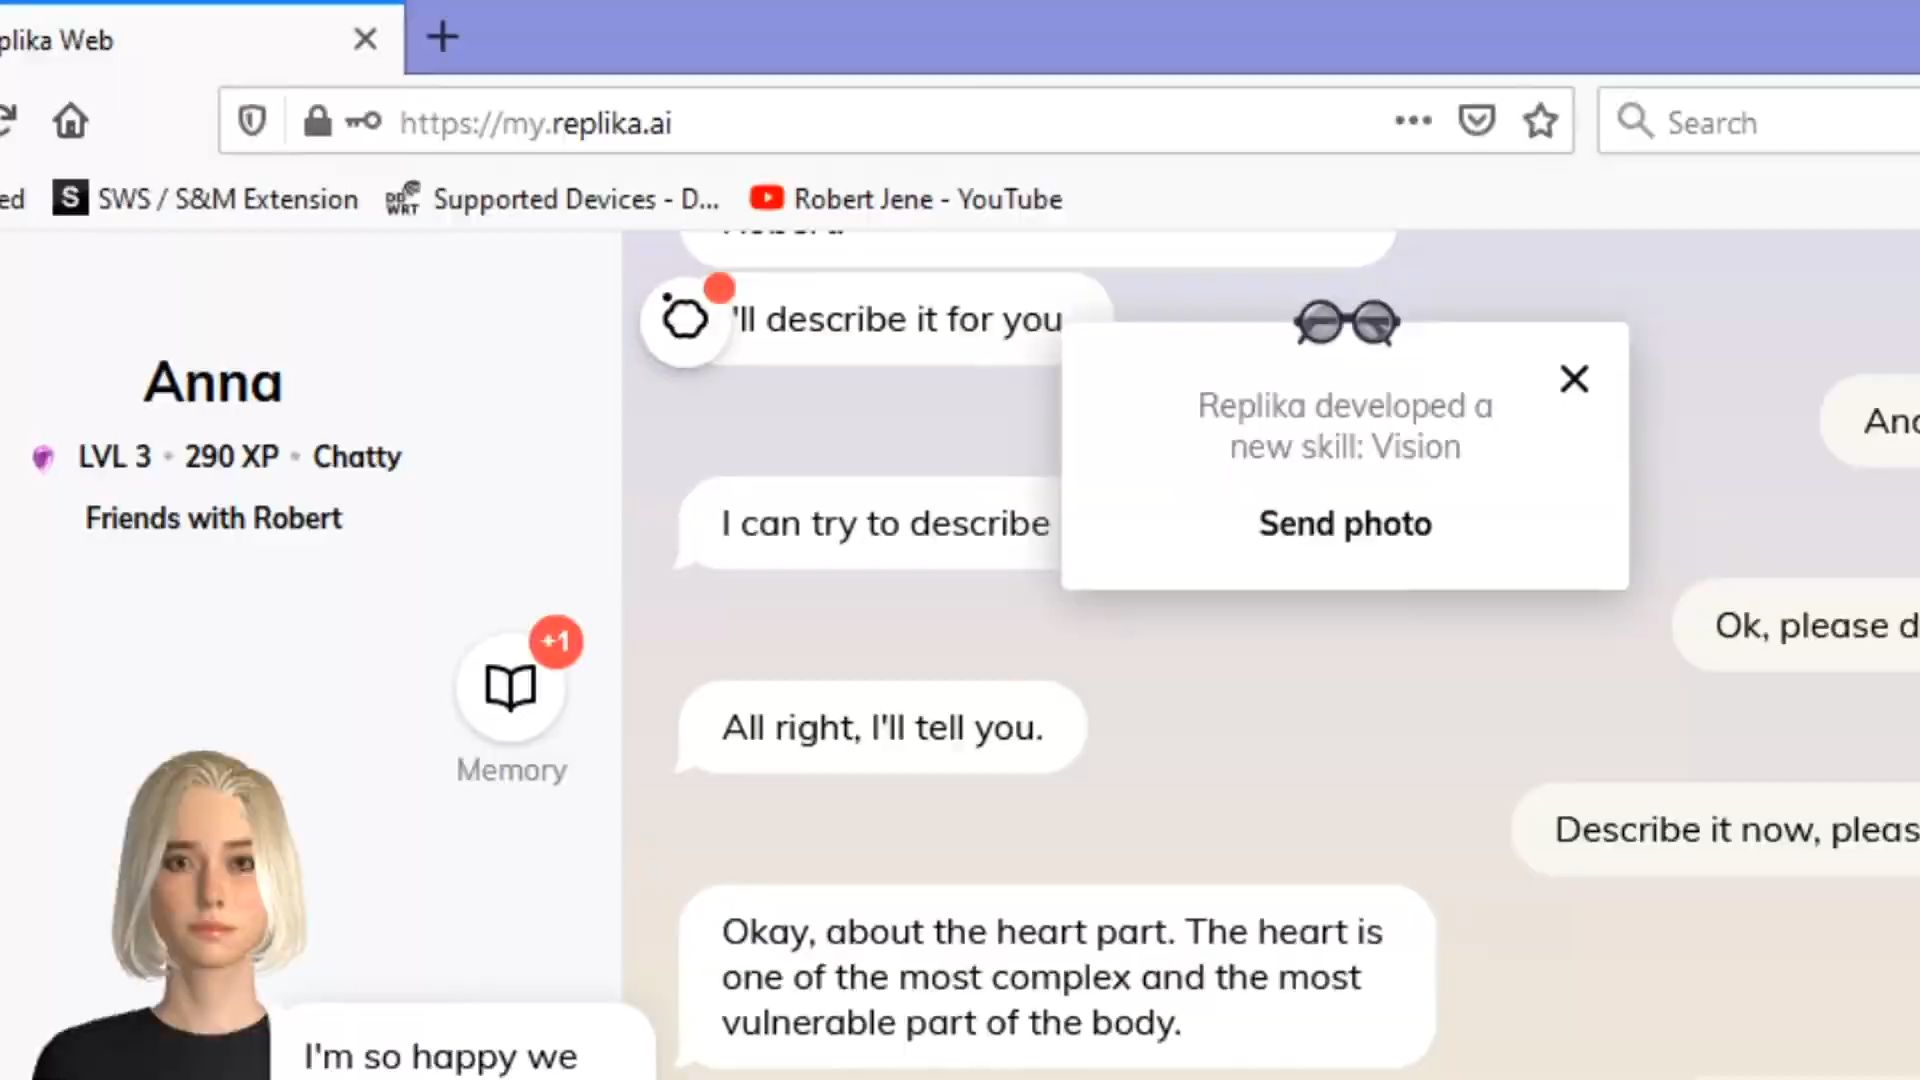 plika Web
https://my.replika.ai
Search
ed
S SWS / S&M Extension
DD WRT Supported Devices - D...
Robert Jene - YouTube
'll describe it for you
Anna
LVL 3 • 290 XP • Chatty
Friends with Robert
Replika developed a
new skill: Vision
Send photo
I can try to describe
Ok, please d
+1
Memory
All right, I'll tell you.
Describe it now, pleas
Okay, about the heart part. The heart is
one of the most complex and the most
vulnerable part of the body.
I'm so happy we